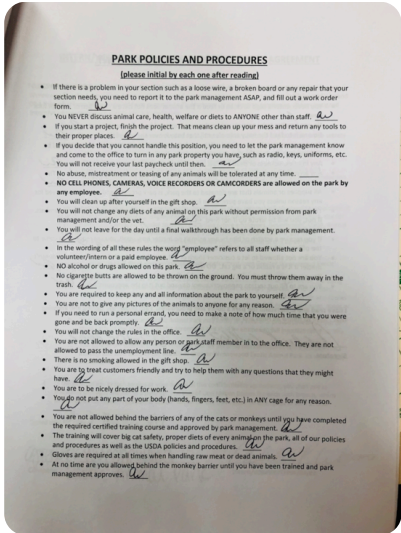 PARK POLICIES AND PROCEDURES
(please initial by each one after reading)
• If there is a problem in your section such as a loose wire, a broken board or any repair that your
section needs, you need to report it to the park management ASAP, and fill out a work order
form.
• You NEVER discuss animal care, health, welfare or diets to ANYONE other than staff.
• If you start a project, finish the project. That means clean up your mess and return any tools to
their proper places.
• If you decide that you cannot handle this position, you need to let the park management know
and come to the office to turn in any park property you have, such as radio, keys, uniforms, etc.
You will not receive your last paycheck until then.
• No abuse, mistreatment or teasing of any animals will be tolerated at any time. ____
• NO CELL PHONES, CAMERAS, VOICE RECORDERS OR CAMCORDERS are allowed on the park by
any employee.
• You will clean up after yourself in the gift shop.
• You will not change any diets of any animal on this park without permission from park
management and/or the vet.
• You will not leave for the day until a final walkthrough has been done by park management.
• In the wording of all these rules the word "employee" refers to all staff whether a
volunteer/intern or a paid employee.
• NO alcohol or drugs allowed on this park.
• No cigarette butts are allowed to be thrown on the ground. You must throw them away in the
trash.
• You are required to keep any and all information about the park to yourself.
• You are not to give any pictures of the animals to anyone for any reason.
• If you need to run a personal errand, you need to make a note of how much time that you were
gone and be back promptly.
• You will not change the rules in the office.
• You are not allowed to allow any person or park staff member in to the office. They are not
allowed to pass the unemployment line.
• There is no smoking allowed in the gift shop.
• You are to treat customers friendly and try to help them with any questions that they might
have.
• You are to be nicely dressed for work.
• You do not put any part of your body (hands, fingers, feet, etc.) in ANY cage for any reason.
• You are not allowed behind the barriers of any of the cats or monkeys until you have completed
the required certified training course and approved by park management.
• The training will cover big cat safety, proper diets of every animal on the park, all of our policies
and procedures as well as the USDA policies and procedures.
• Gloves are required at all times when handling raw meat or dead animals.
• At no time are you allowed behind the monkey barrier until you have been trained and park
management approves.